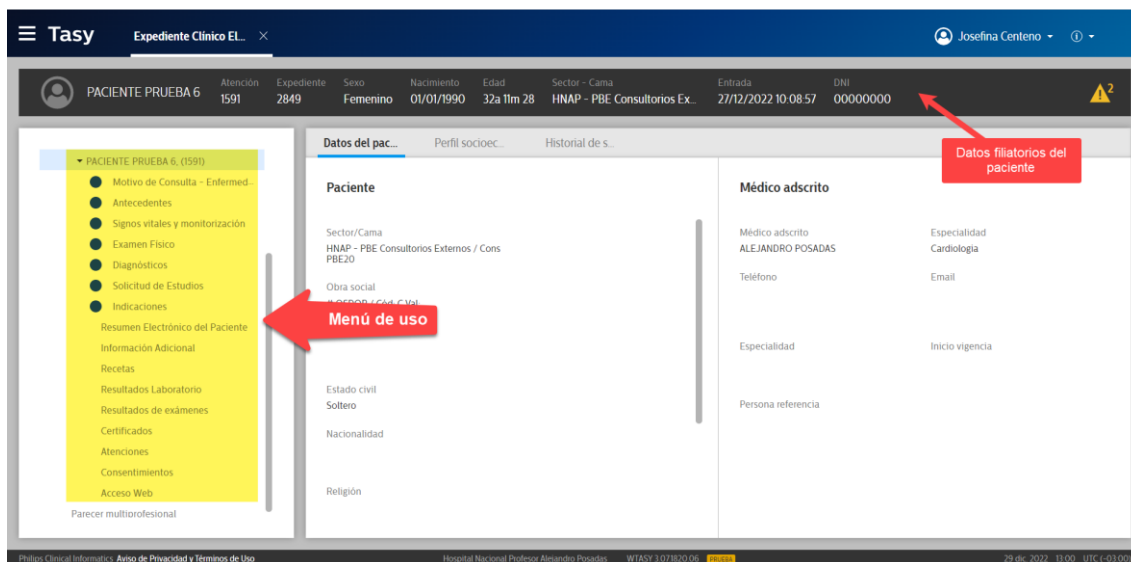 Tasy
Expediente Clínico El...
Josefina Centeno
PACIENTE PRUEBA 6
Atención
1591
Expediente
2849
Sexo
Femenino
Nacimiento
01/01/1990
Edad
32a 11m 28
Sector - Cama
HNAP - PBE Consultorios Ex...
Entrada
27/12/2022 10:08:57
DNI
00000000
2
Datos filiatorios del
paciente
PACIENTE PRUEBA 6, (1591)
Motivo de Consulta - Enfermed...
Antecedentes
Signos vitales y monitorización
Examen Físico
Diagnósticos
Solicitud de Estudios
Indicaciones
Resumen Electrónico del Paciente
Información Adicional
Recetas
Resultados Laboratorio
Resultados de exámenes
Certificados
Atenciones
Consentimientos
Acceso Web
Parecer multiprofesional
Menú de uso
Datos del pac...
Perfil socioec...
Historial de s...
Paciente
Sector/Cama
HNAP - PBE Consultorios Externos / Cons
PBE20
Obra social
Estado civil
Soltero
Nacionalidad
Religión
Médico adscrito
Médico adscrito
ALEJANDRO POSADAS
Especialidad
Cardiologia
Teléfono
Email
Especialidad
Inicio vigencia
Persona referencia
Philips Clinical Informatics Aviso de Privacidad y Términos de Uso
Hospital Nacional Profesor Alejandro Posadas
WTASY 3.07.1820.06
PRUEBA
29 dic. 2022 13:00 UTC (-03:00)